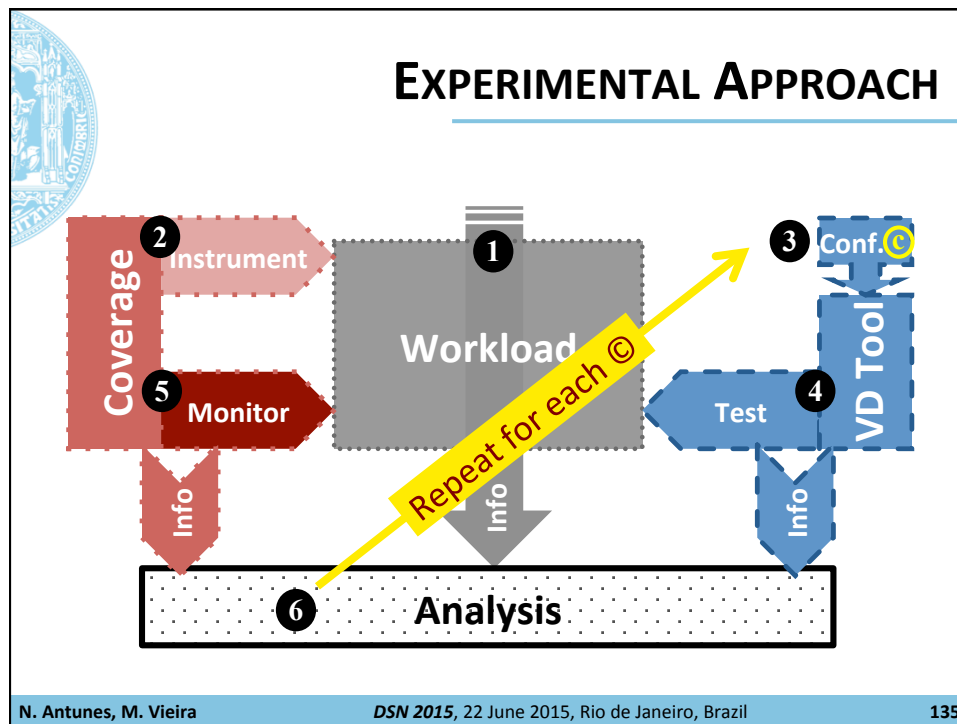 EXPERIMENTAL APPROACH
Coverage
2 Instrument
1
Workload
3 Conf. ©
VD Tool
5 Monitor
Test 4
Repeat for each ©
Info
Info
Info
6 Analysis
N. Antunes, M. Vieira DSN 2015, 22 June 2015, Rio de Janeiro, Brazil 135